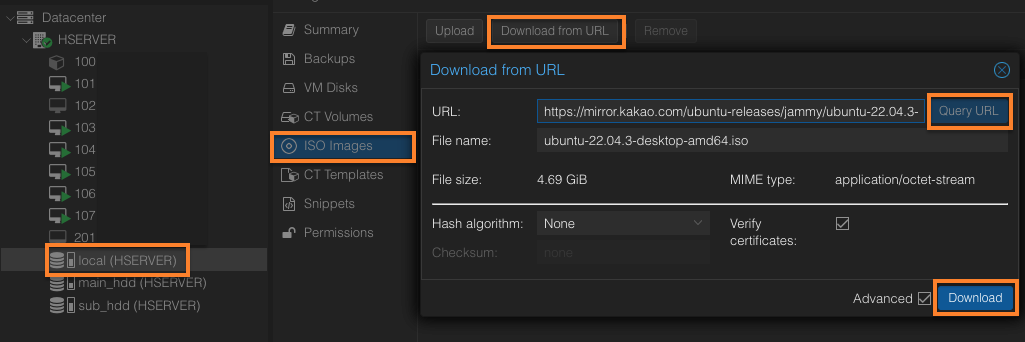 Datacenter
HSERVER
100
101
102
103
104
105
106
107
201
local (HSERVER)
main_hdd (HSERVER)
sub_hdd (HSERVER)
Summary
Backups
VM Disks
CT Volumes
ISO Images
CT Templates
Snippets
Permissions
Upload Download from URL Remove
Download from URL
URL: https://mirror.kakao.com/ubuntu-releases/jammy/ubuntu-22.04.3- Query URL
File name: ubuntu-22.04.3-desktop-amd64.iso
File size: 4.69 GiB MIME type: application/octet-stream
Hash algorithm: None Verify
certificates:
Checksum: none
Advanced Download